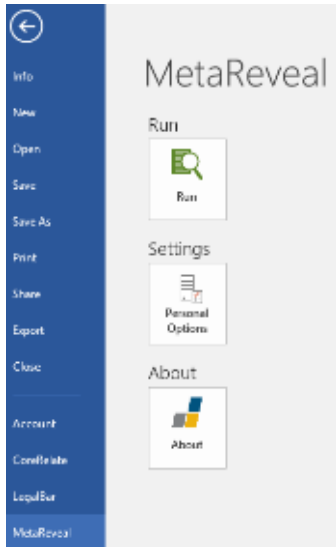 Info
New
Open
Save
Save As
Print
Share
Export
Close
Account
CoreRelate
LegalBar
MetaReveal
MetaReveal
Run
Run
Settings
Personal
Options
About
About